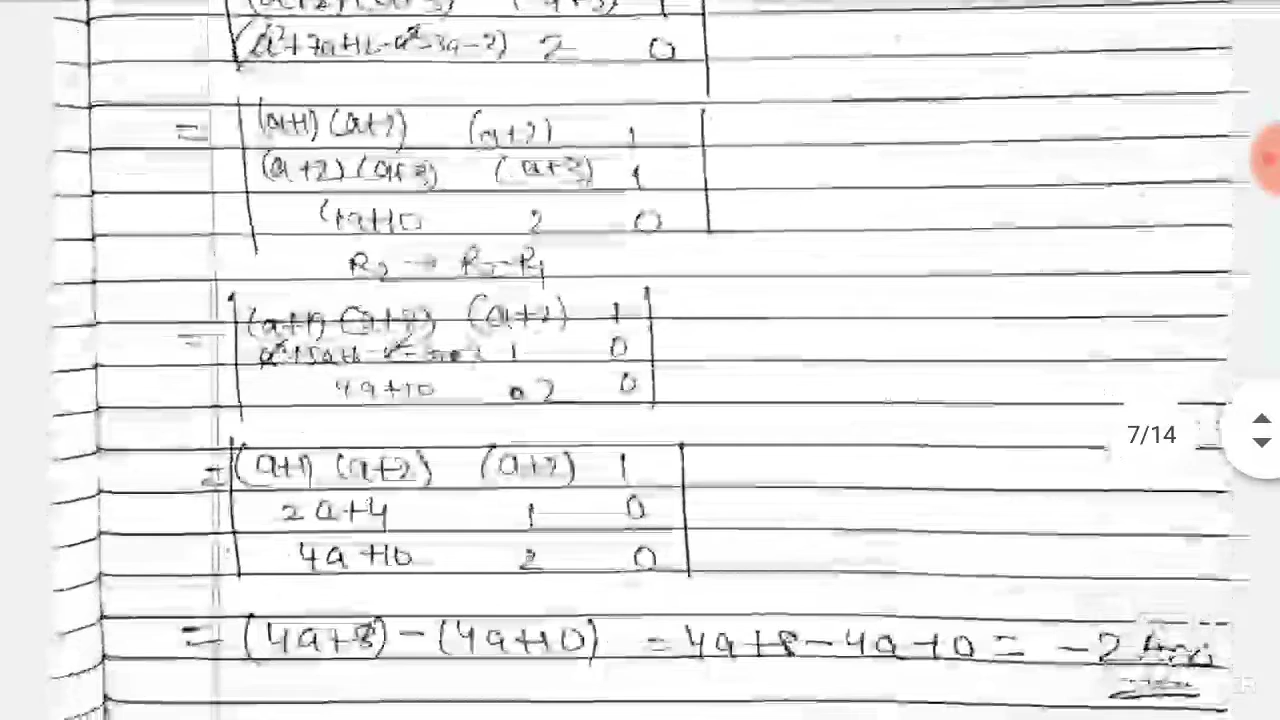 (a²+7a+12-a²-3a-2) 2 0
= (a+1) (a+2) (a+2) 1
(a+2) (a+3) (a+3) 1
4a+10 2 0
R₂ → R₂-R₁
= (a+1) (a+2) (a+2) 1
1 0
4a+10 2 0
7/14
= (a+1) (a+2) (a+2) 1
2a+4 1 0
4a+10 2 0
= (4a+8) - (4a+10) = 4a+8-4a+10 = -2 Ans